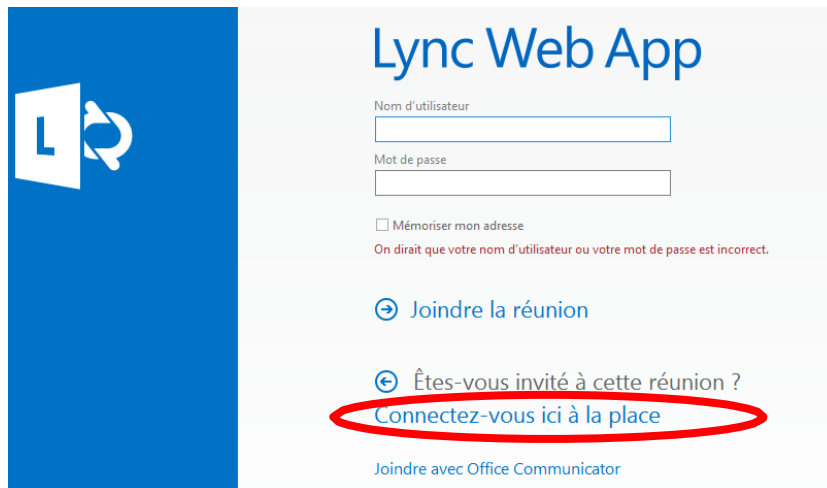 Lync Web App
L
Nom d'utilisateur
Mot de passe
Mémoriser mon adresse
On dirait que votre nom d'utilisateur ou votre mot de passe est incorrect.
Joindre la réunion
Êtes-vous invité à cette réunion ?
Connectez-vous ici à la place
Joindre avec Office Communicator